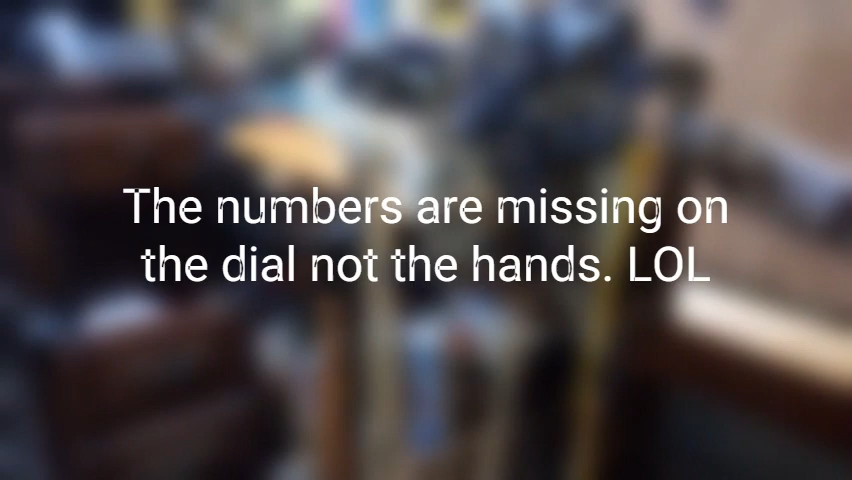 The numbers are missing on
the dial not the hands. LOL